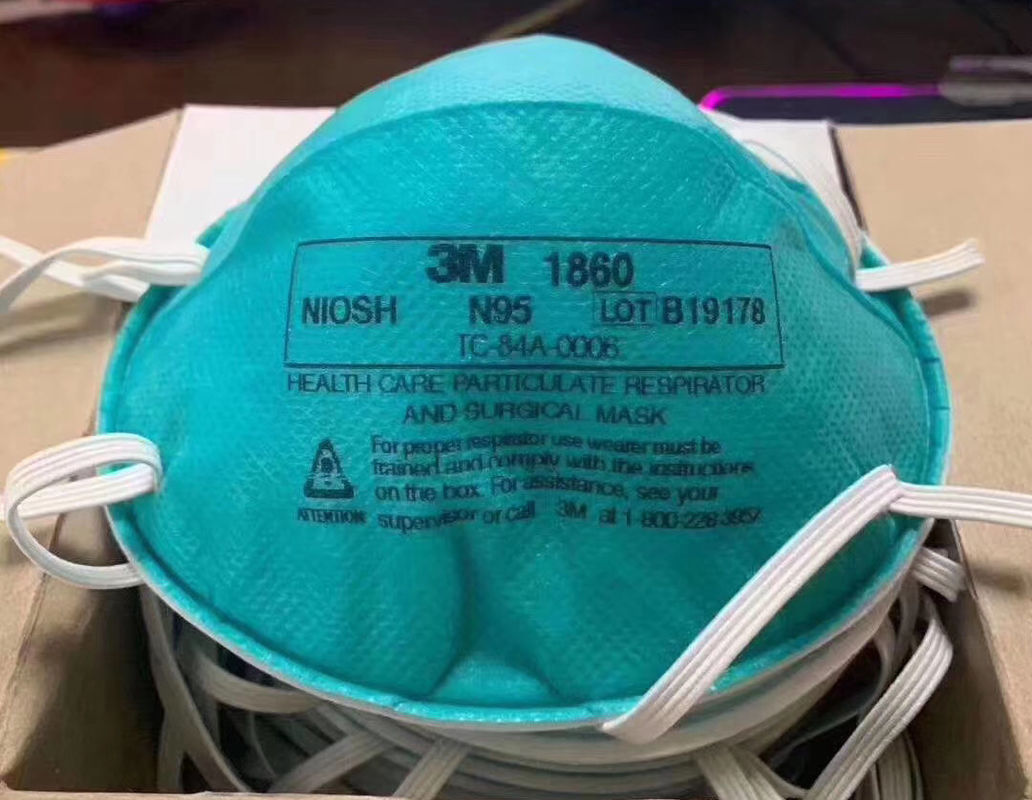 3M 1860
NIOSH N95 LOT B19178
TC-84A-0006
HEALTH CARE PARTICULATE RESPIRATOR
AND SURGICAL MASK
For proper respirator use wearer must be
trained and comply with the instructions
on the box. For assistance, see your
ATTENTION supervisor or call 3M at 1-800-228-3957